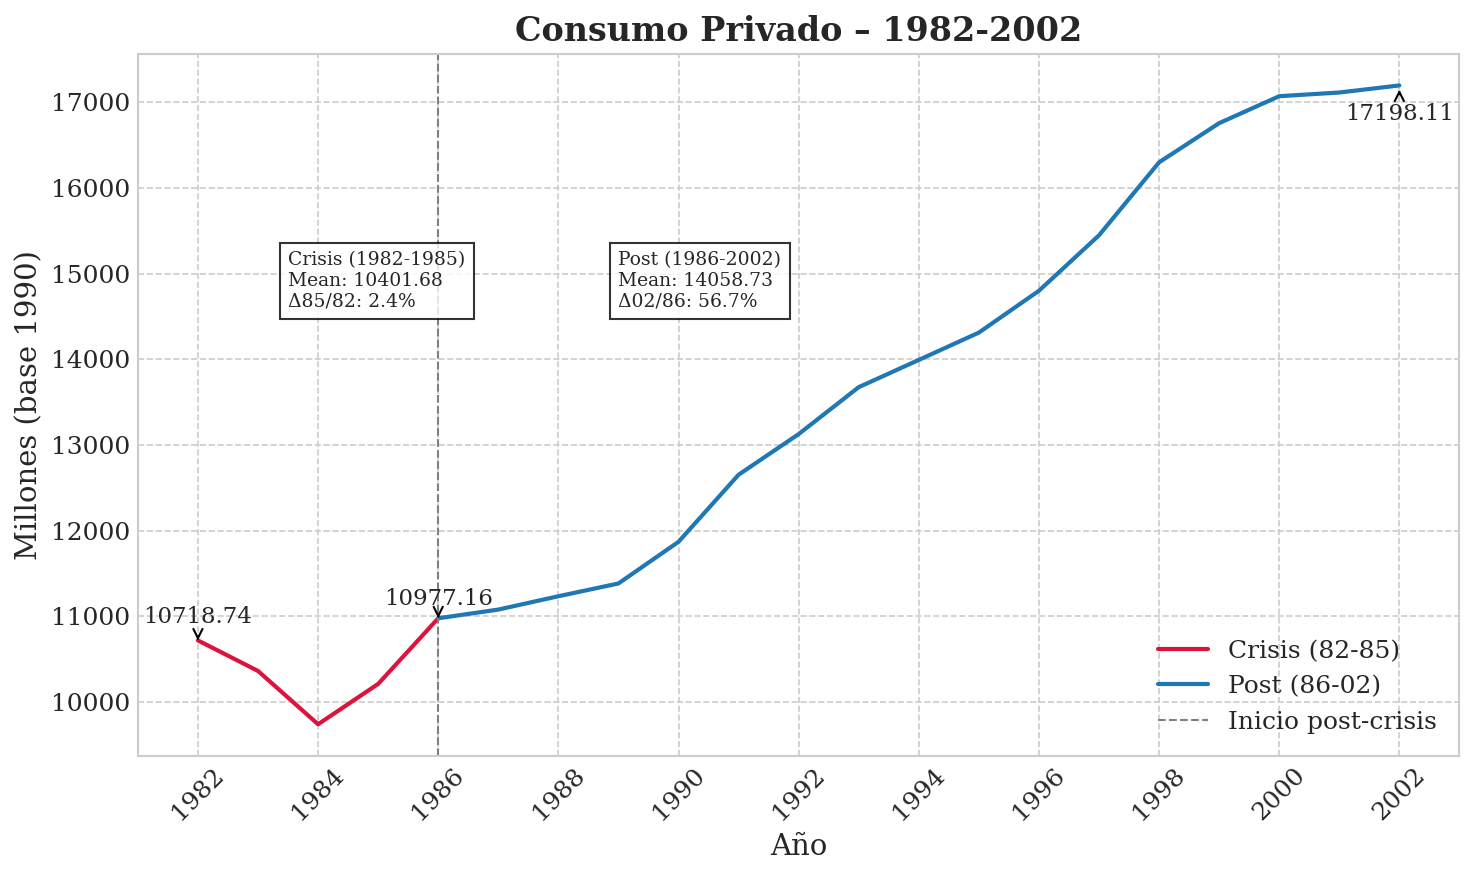 Consumo Privado – 1982-2002
Millones (base 1990)
17000
16000
15000
14000
13000
12000
11000
10000
17198.11
Crisis (1982-1985)
Mean: 10401.68
Δ85/82: 2.4%
Post (1986-2002)
Mean: 14058.73
Δ02/86: 56.7%
10718.74
10977.16
Crisis (82-85)
Post (86-02)
Inicio post-crisis
1982
1984
1986
1988
1990
1992
1994
1996
1998
2000
2002
Año